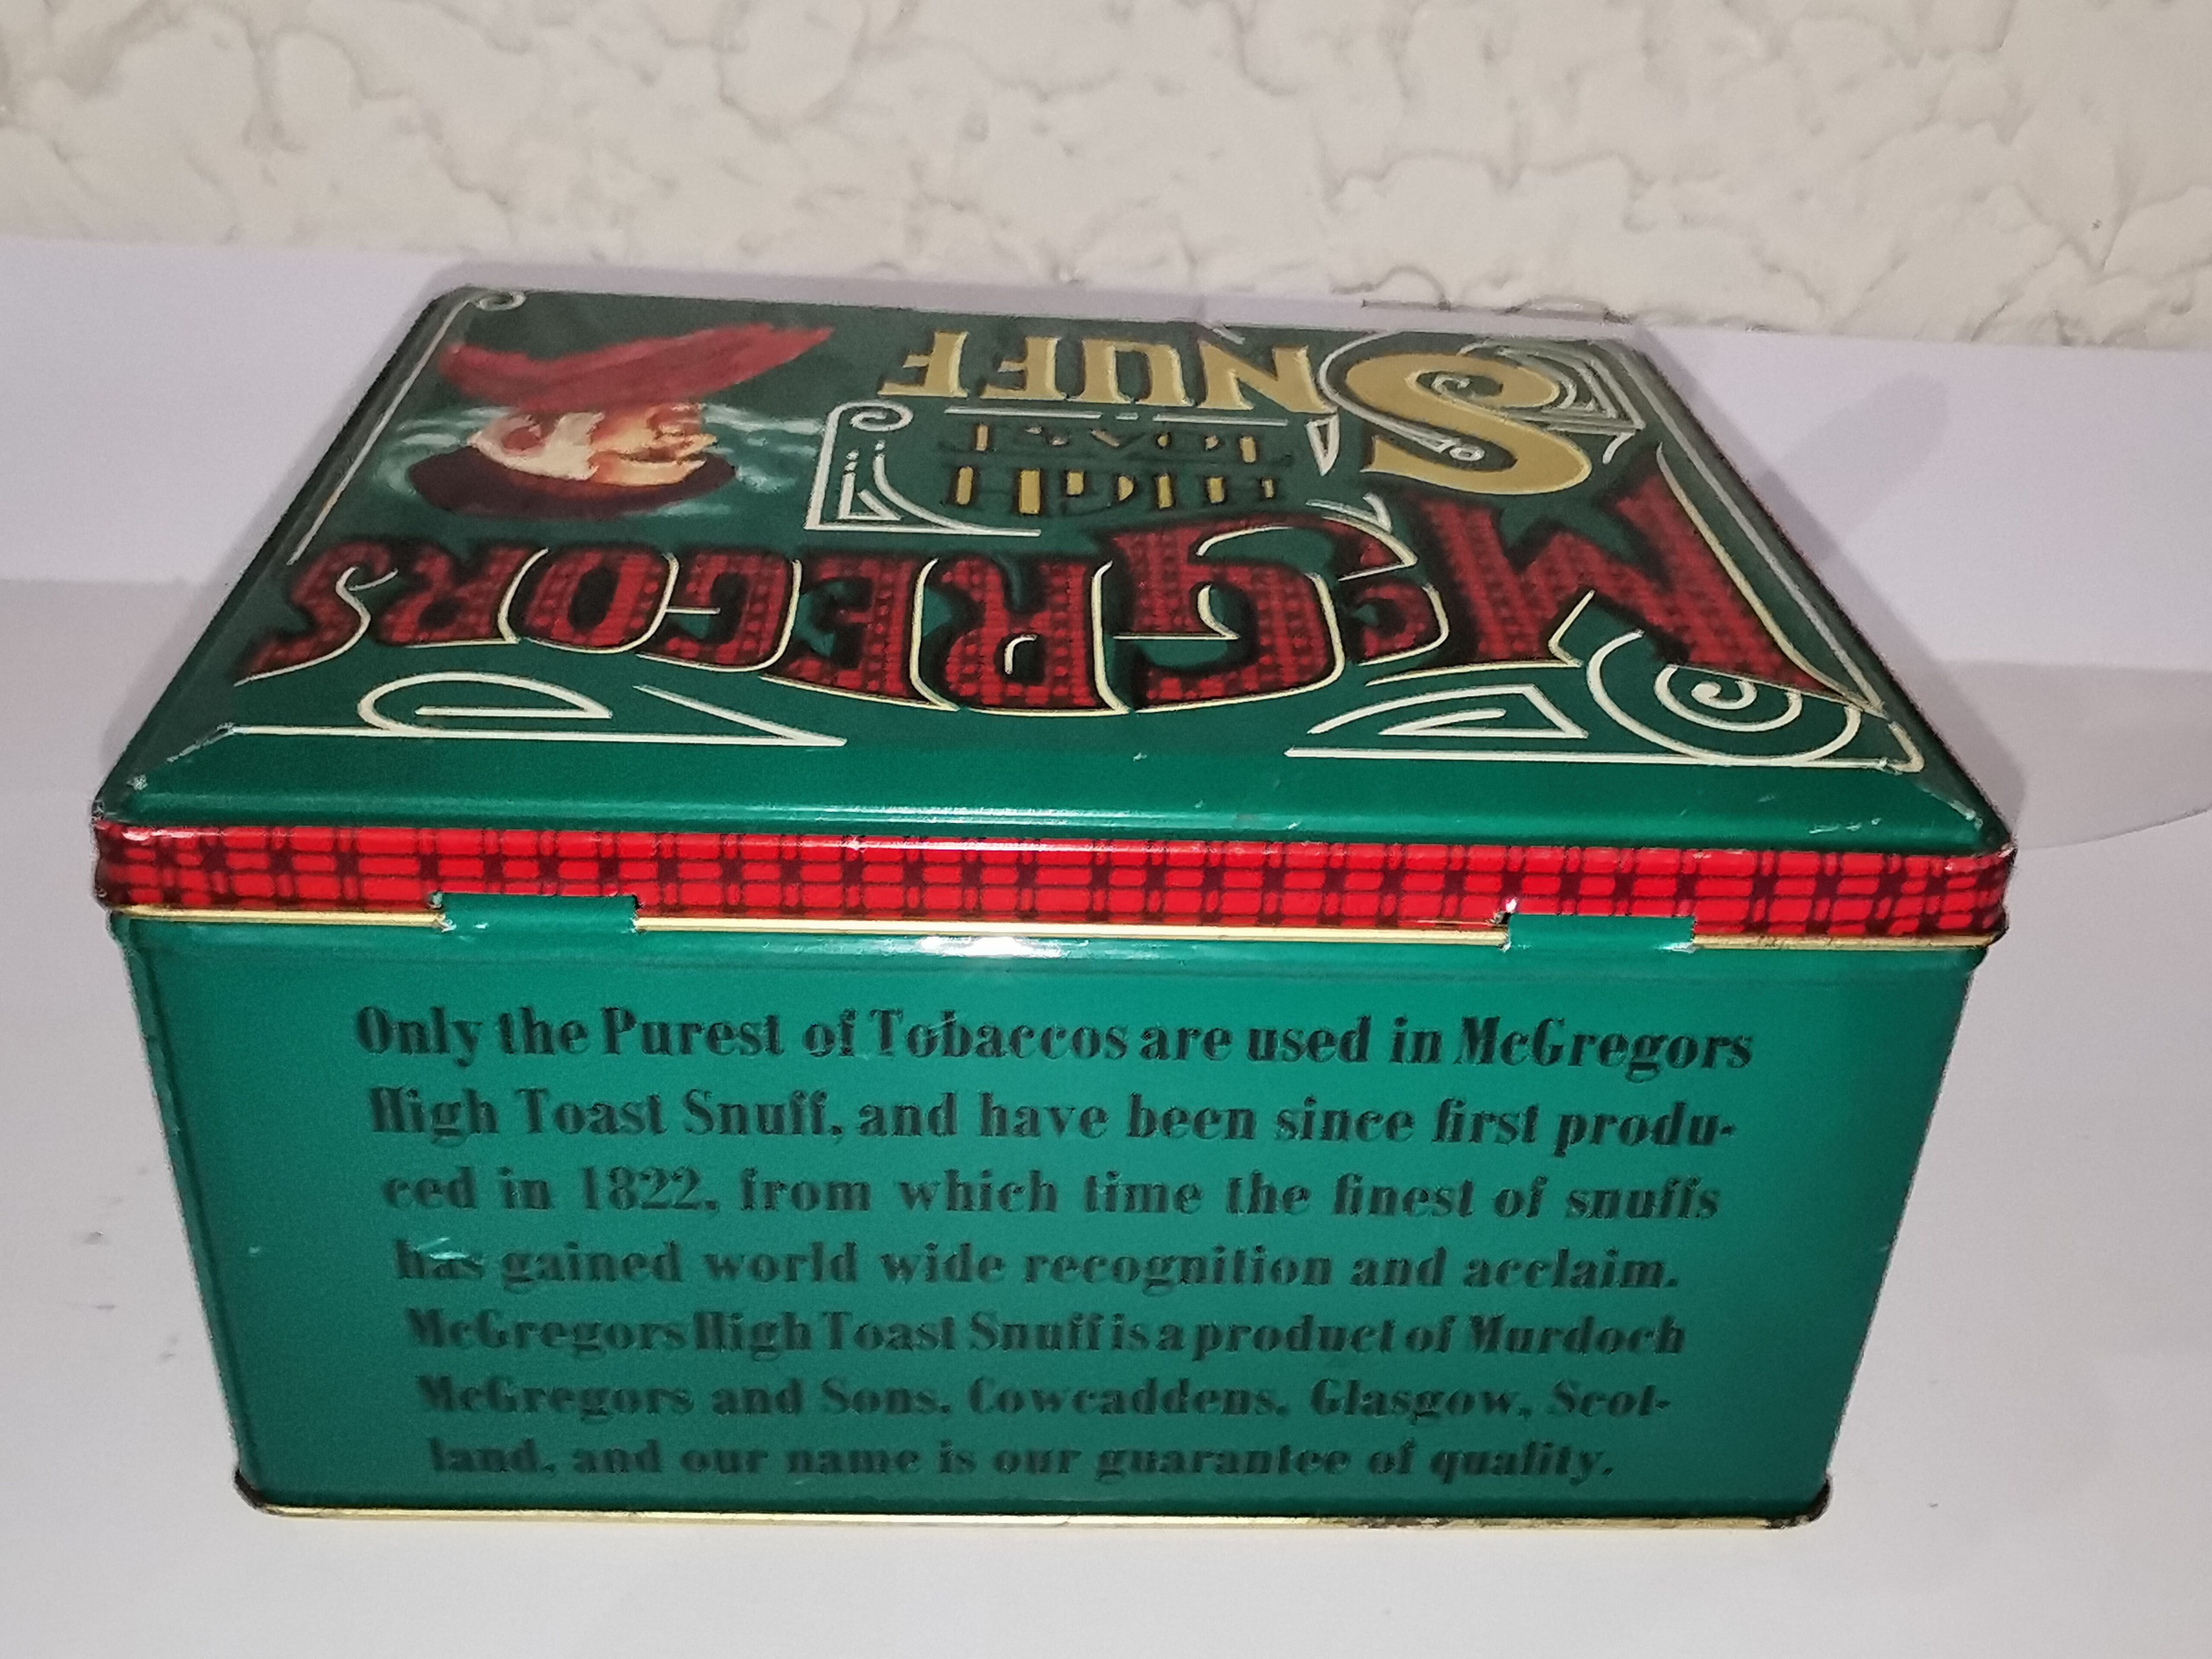 McGREGORS
HIGH
TOAST
SNUFF
Only the Purest of Tobaccos are used in McGregors
High Toast Snuff, and have been since first produ-
ced in 1822, from which time the finest of snuffs
has gained world wide recognition and acclaim.
McGregors High Toast Snuff is a product of Murdoch
McGregors and Sons, Cowcaddens, Glasgow, Scot-
land, and our name is our guarantee of quality.